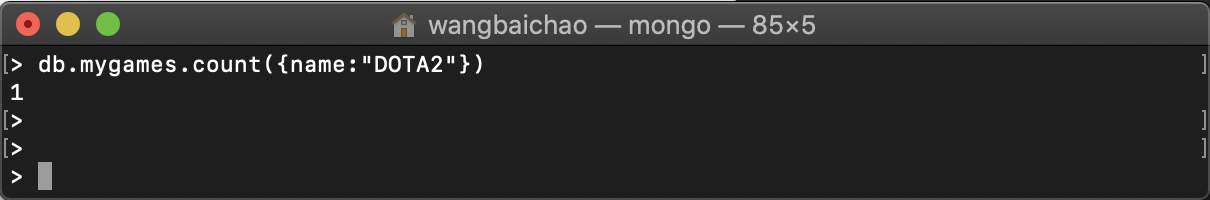 wangbaichao — mongo — 85×5
[> db.mygames.count({name:"DOTA2"}) ]
1
[> ]
[> ]
>